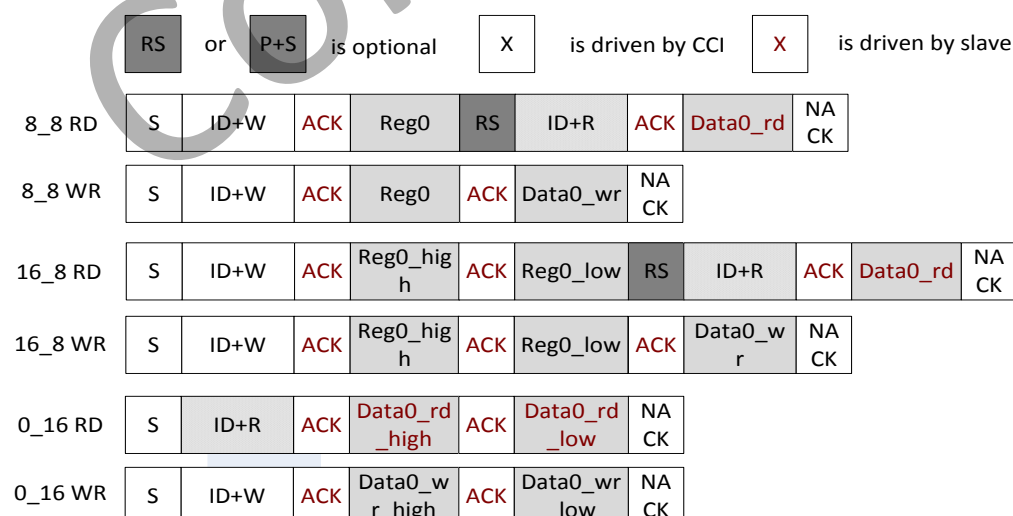 RS or P+S is optional X is driven by CCI X is driven by slave
8_8 RD S ID+W ACK Reg0 RS ID+R ACK Data0_rd NA
CK
8_8 WR S ID+W ACK Reg0 ACK Data0_wr NA
CK
16_8 RD S ID+W ACK Reg0_hig
h ACK Reg0_low RS ID+R ACK Data0_rd NA
CK
16_8 WR S ID+W ACK Reg0_hig
h ACK Reg0_low ACK Data0_w
r NA
CK
0_16 RD S ID+R ACK Data0_rd
_high ACK Data0_rd
_low NA
CK
0_16 WR S ID+W ACK Data0_w
r_high ACK Data0_wr
_low NA
CK